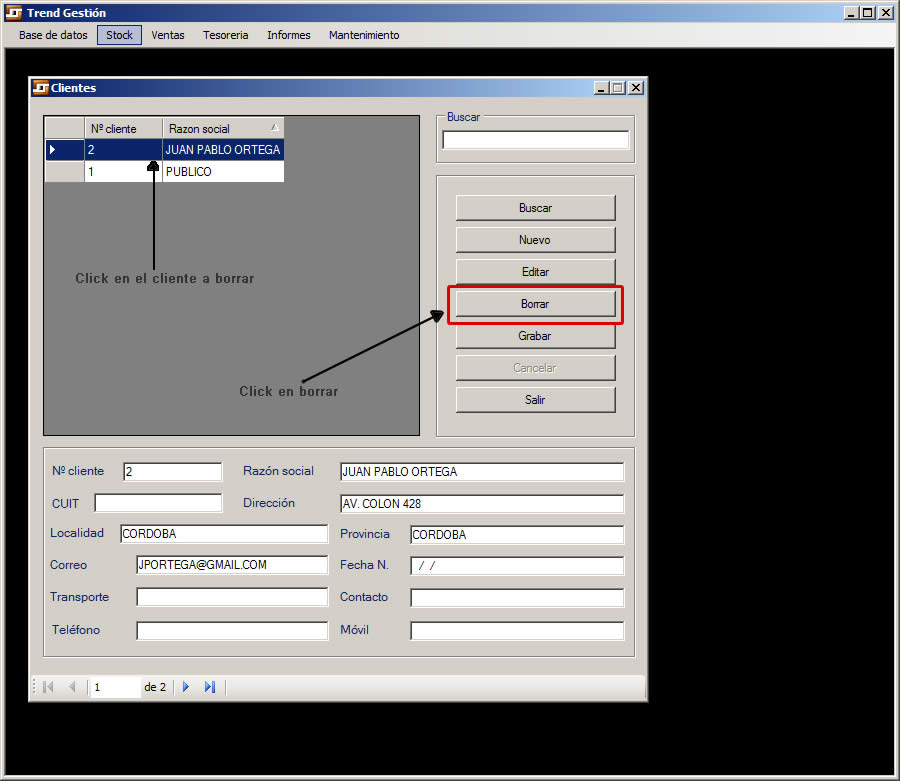 Trend Gestión
Base de datos Stock Ventas Tesoreria Informes Mantenimiento
Clientes
Nº cliente Razon social
2 JUAN PABLO ORTEGA
1 PUBLICO
Click en el cliente a borrar
Click en borrar
Buscar
Buscar
Nuevo
Editar
Borrar
Grabar
Cancelar
Salir
Nº cliente 2 Razón social JUAN PABLO ORTEGA
CUIT Dirección AV. COLON 428
Localidad CORDOBA Provincia CORDOBA
Correo JPORTEGA@GMAIL.COM Fecha N. / /
Transporte Contacto
Teléfono Móvil
1 de 2